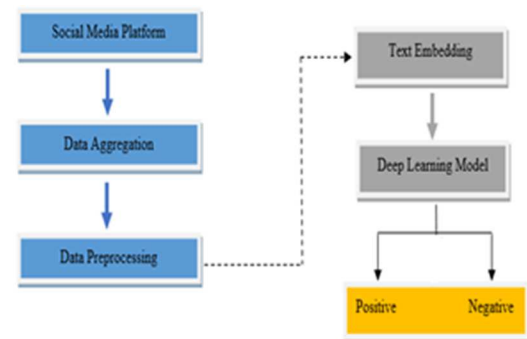 Social Media Platform
Data Aggregation
Data Preprocessing
Text Embedding
Deep Learning Model
Positive Negative